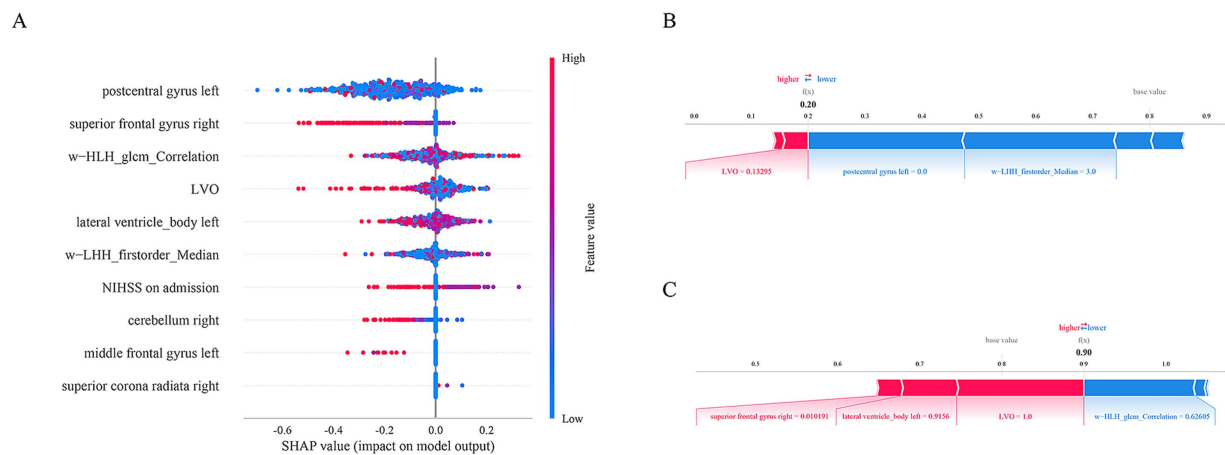 A
postcentral gyrus left
superior frontal gyrus right
w−HLH_glcm_Correlation
LVO
lateral ventricle_body left
w−LHH_firstorder_Median
NIHSS on admission
cerebellum right
middle frontal gyrus left
superior corona radiata right
-0.6 -0.4 -0.2 0.0 0.2
SHAP value (impact on model output)
High
Feature value
Low
B
higher ⇄ lower
f(x) base value
0.20
0.0 0.1 0.2 0.3 0.4 0.5 0.6 0.7 0.8 0.9
LVO = 0.13295 postcentral gyrus left = 0.0 w−LHH_firstorder_Median = 3.0
C
higher ⇄ lower
base value f(x)
0.90
0.5 0.6 0.7 0.8 0.9 1.0
superior frontal gyrus right = 0.010191 lateral ventricle_body left = 0.9156 LVO = 1.0 w−HLH_glcm_Correlation = 0.62605